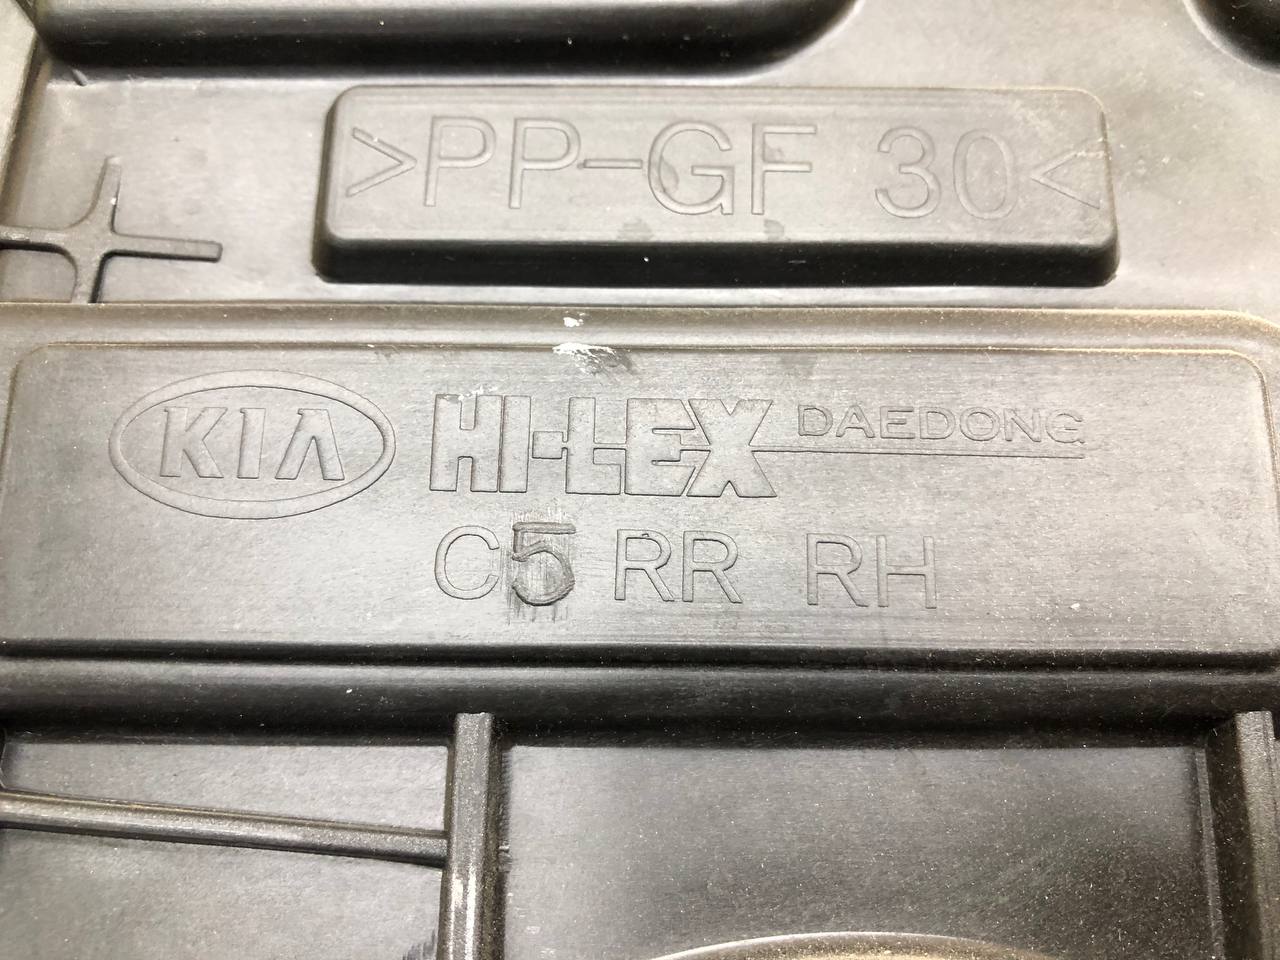 >PP-GF 30<
KIA HI-LEX DAEDONG
C5 RR RH